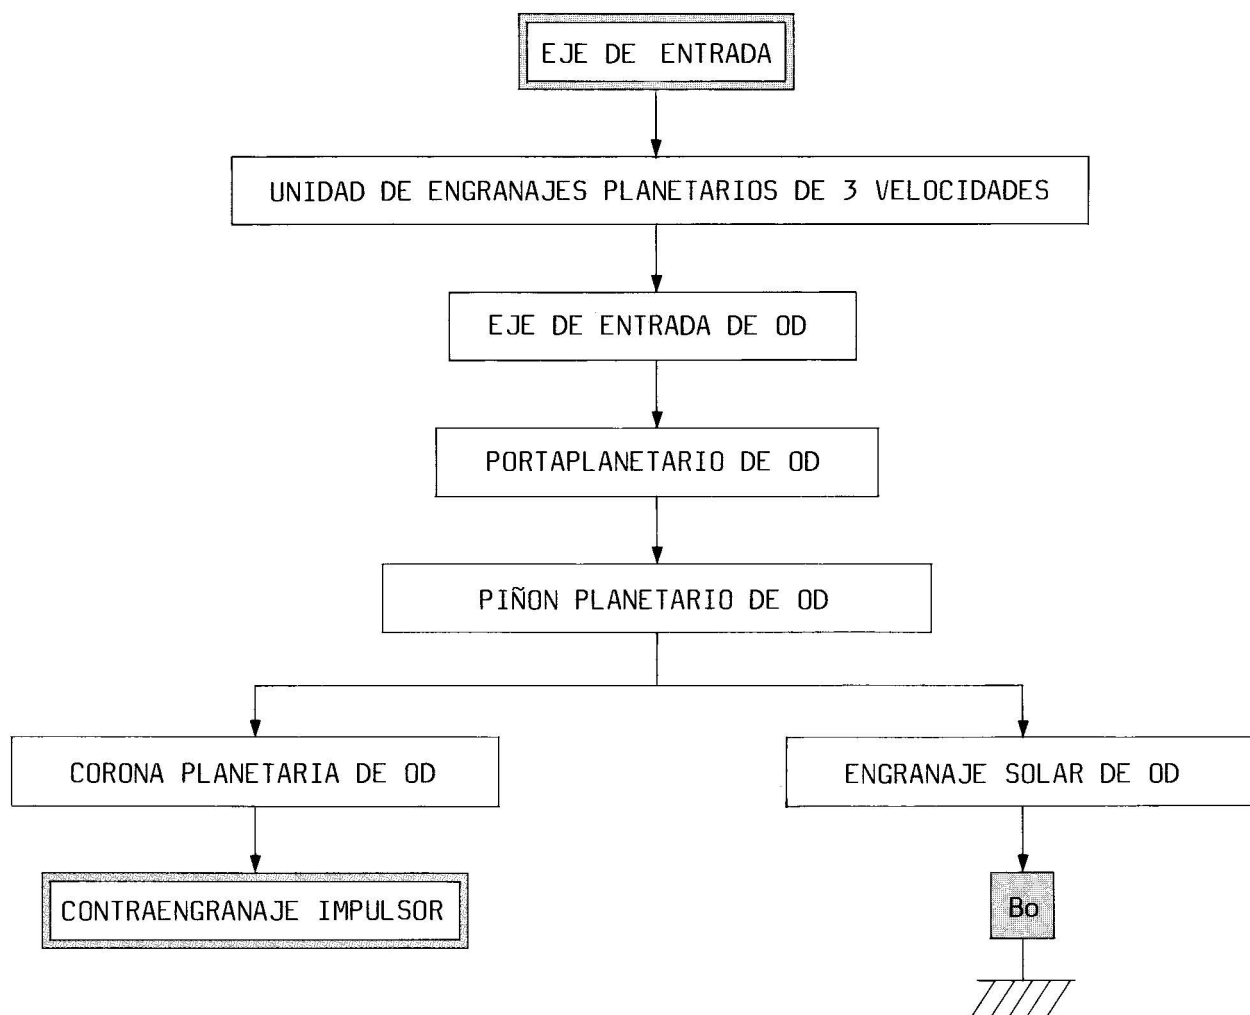 EJE DE ENTRADA
UNIDAD DE ENGRANAJES PLANETARIOS DE 3 VELOCIDADES
EJE DE ENTRADA DE OD
PORTAPLANETARIO DE OD
PIÑON PLANETARIO DE OD
CORONA PLANETARIA DE OD
ENGRANAJE SOLAR DE OD
CONTRAENGRANAJE IMPULSOR
Bo